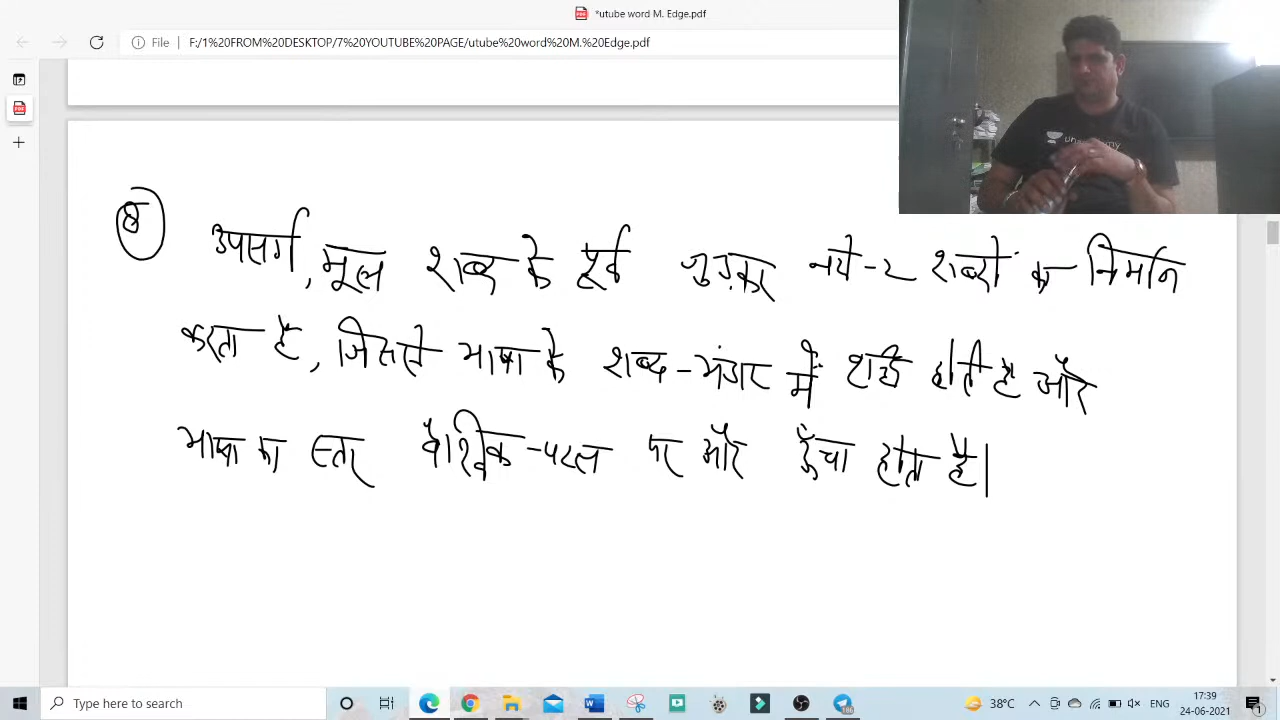 *utube word M. Edge.pdf
File F:/1%20FROM%20DESKTOP/7%20YOUTUBE%20PAGE/utube%20word%20M.%20Edge.pdf
उपसर्ग, मूल शब्द के पूर्व जुड़कर नये-2 शब्दों का निर्माण
करता है, जिससे भाषा के शब्द-भंडार में वृद्धि होती है और
भाषा का स्तर वैश्विक-पटल पर और ऊँचा होता है।
Type here to search
38°C ENG 17:39
24-06-2021